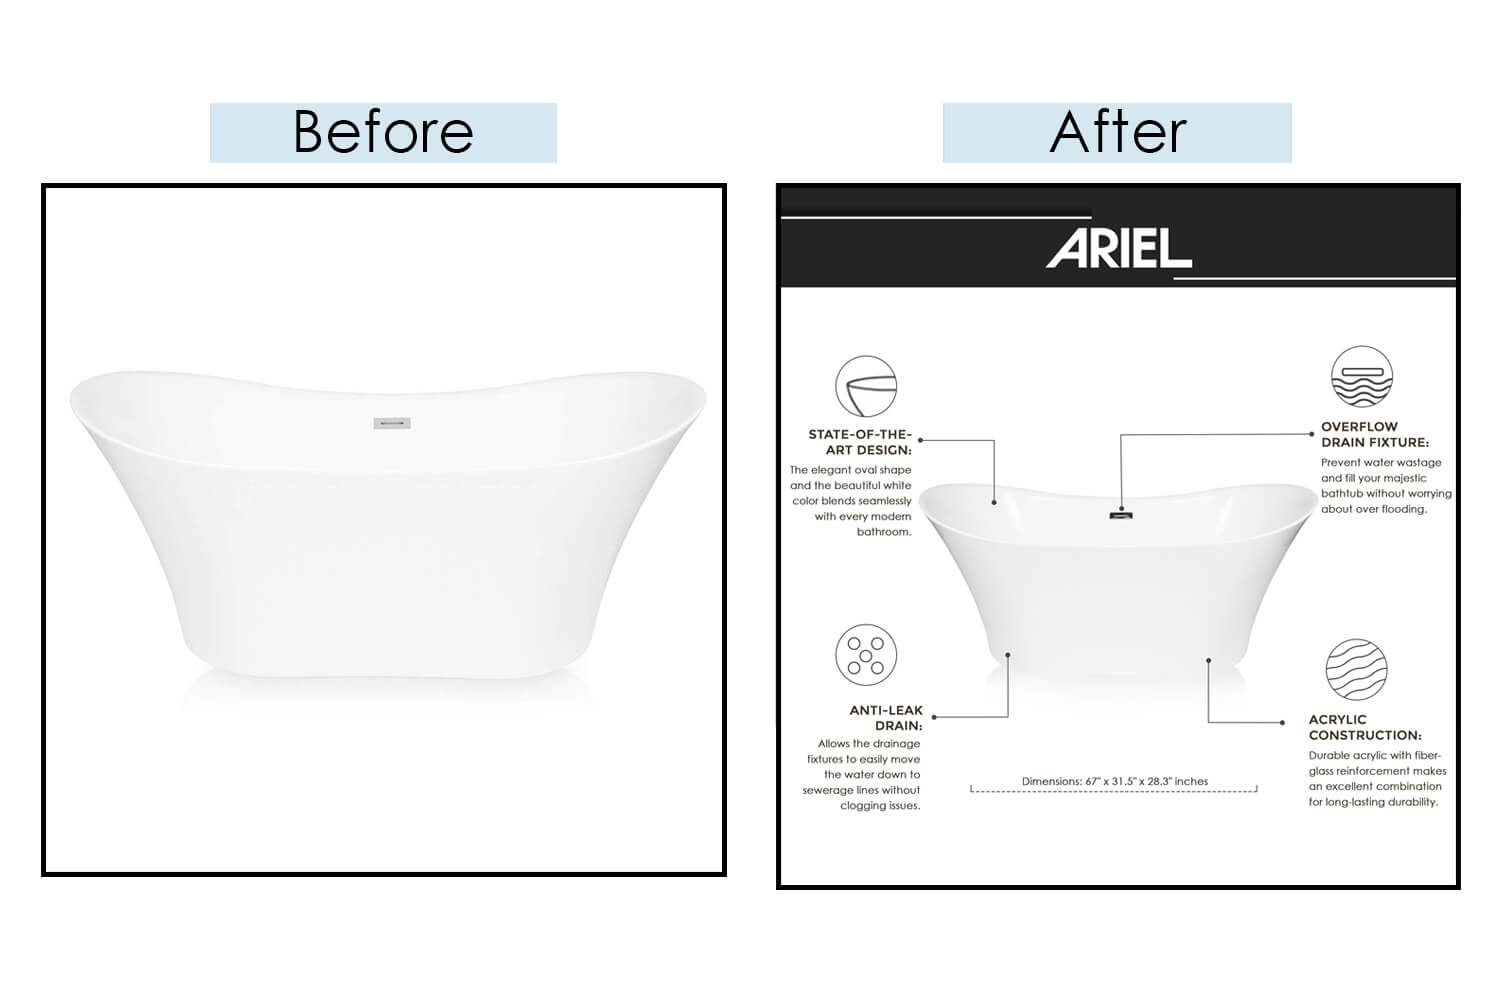 Before
After
ARIEL
STATE-OF-THE-
ART DESIGN:
The elegant oval shape
and the beautiful white
color blends seamlessly
with every modern
bathroom.
OVERFLOW
DRAIN FIXTURE:
Prevent water wastage
and fill your majestic
bathtub without worrying
about over flooding.
ANTI-LEAK
DRAIN:
Allows the drainage
fixtures to easily move
the water down to
sewerage lines without
clogging issues.
ACRYLIC
CONSTRUCTION:
Durable acrylic with fiber-
glass reinforcement makes
an excellent combination
for long-lasting durability.
Dimensions: 67" x 31.5" x 28.3" inches